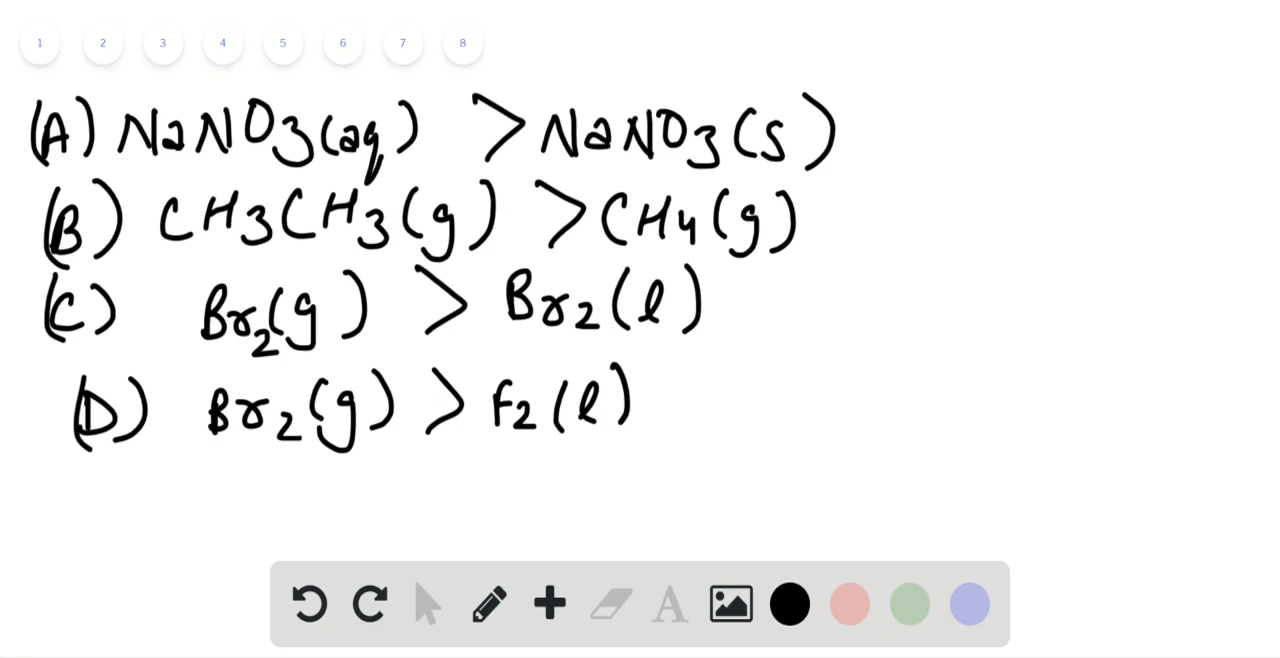 1 2 3 4 5 6 7 8
(A) NaNO3(aq) > NaNO3(s)
(B) CH3CH3(g) > CH4(g)
(C) Br2(g) > Br2(l)
(D) Br2(g) > F2(l)
A